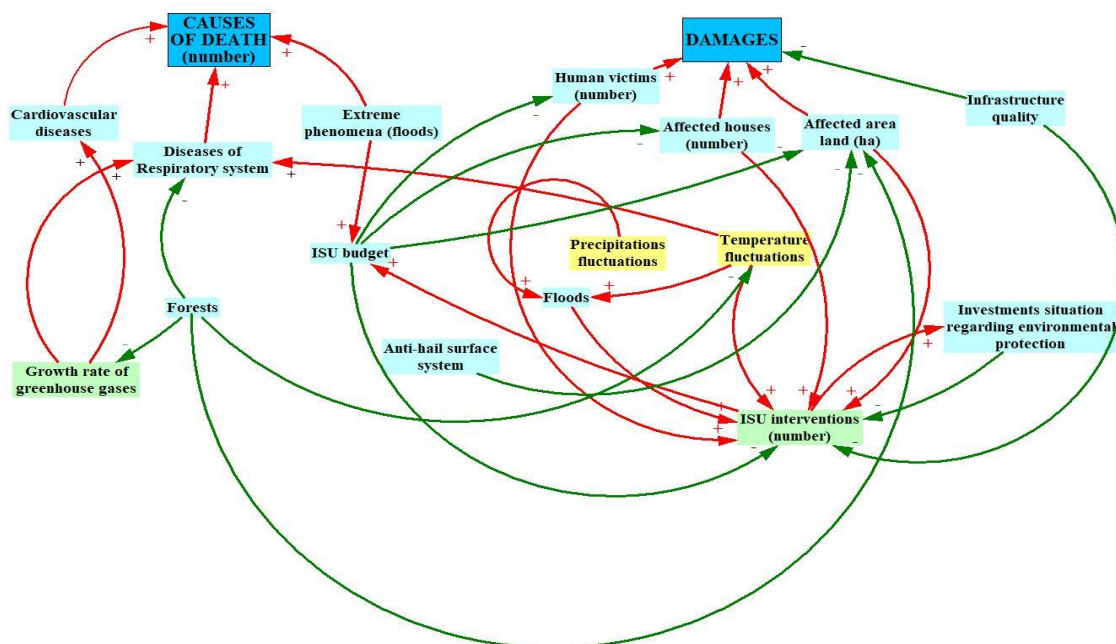 CAUSES
OF DEATH
(number)
DAMAGES
Human victims
(number)
Cardiovascular
diseases
Extreme
phenomena (floods)
Infrastructure
quality
Affected houses
(number)
Affected area
land (ha)
Diseases of
Respiratory system
ISU budget
Precipitations
fluctuations
Temperature
fluctuations
Floods
Forests
Investments situation
regarding environmental
protection
Anti-hail surface
system
Growth rate of
greenhouse gases
ISU interventions
(number)